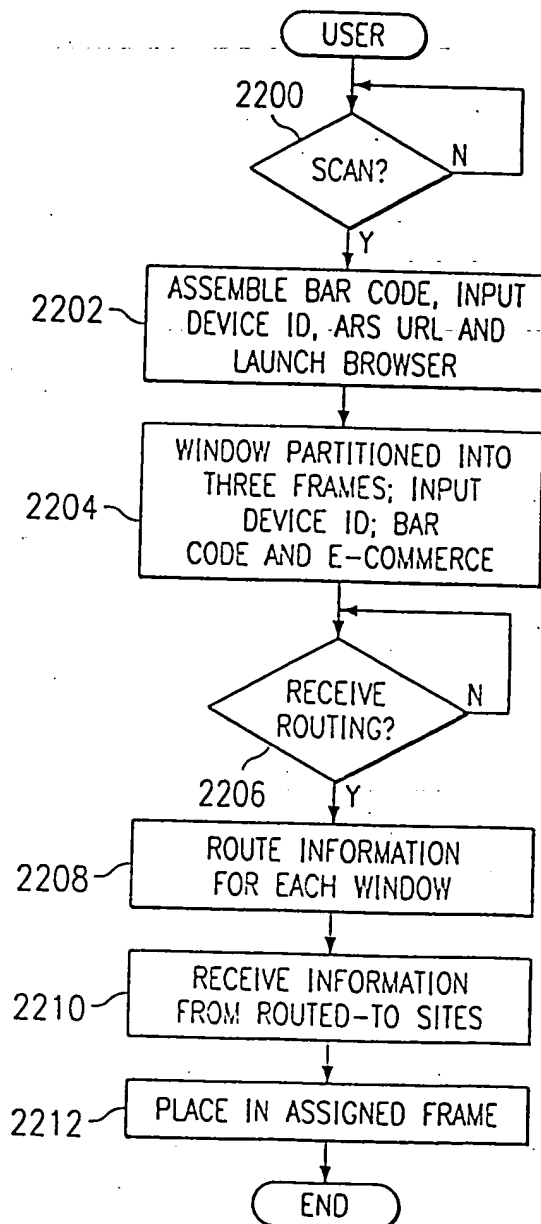 USER
2200
SCAN?
N
Y
2202
ASSEMBLE BAR CODE, INPUT
DEVICE ID, ARS URL AND
LAUNCH BROWSER
WINDOW PARTITIONED INTO
THREE FRAMES; INPUT
2204
DEVICE ID; BAR
CODE AND E-COMMERCE
RECEIVE
ROUTING?
N
2206
Y
2208
ROUTE INFORMATION
FOR EACH WINDOW
2210
RECEIVE INFORMATION
FROM ROUTED-TO SITES
2212
PLACE IN ASSIGNED FRAME
END